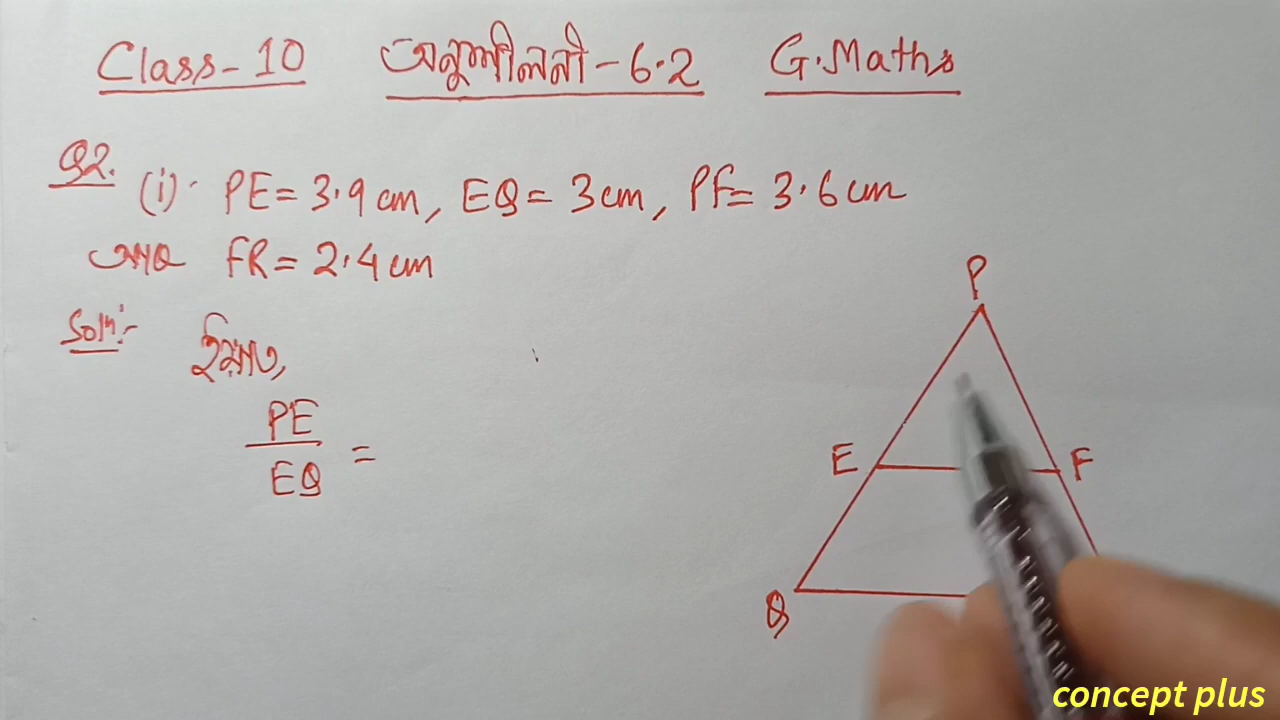 Class-10 অনুশীলনী-6.2 G.Maths
Q2. (i). PE = 3.9 cm, EQ = 3 cm, PF = 3.6 cm
আৰু FR = 2.4 cm
Soln:- ইয়াত,
PE
EQ =
P
E F
Q
concept plus